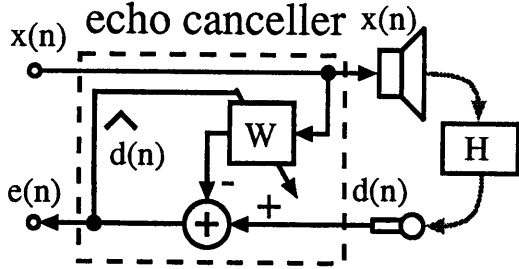 echo canceller
x(n) x(n)
W
^
d(n)
H
e(n) - + d(n)
+